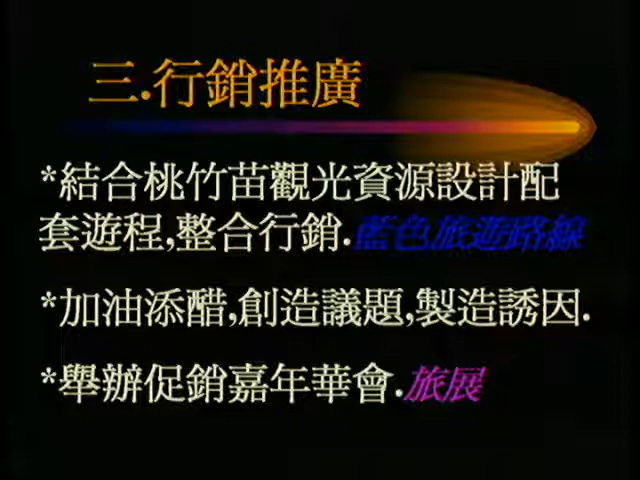 三.行銷推廣
*結合桃竹苗觀光資源設計配
套遊程,整合行銷.藍色旅遊路線
*加油添醋,創造議題,製造誘因.
*舉辦促銷嘉年華會.旅展